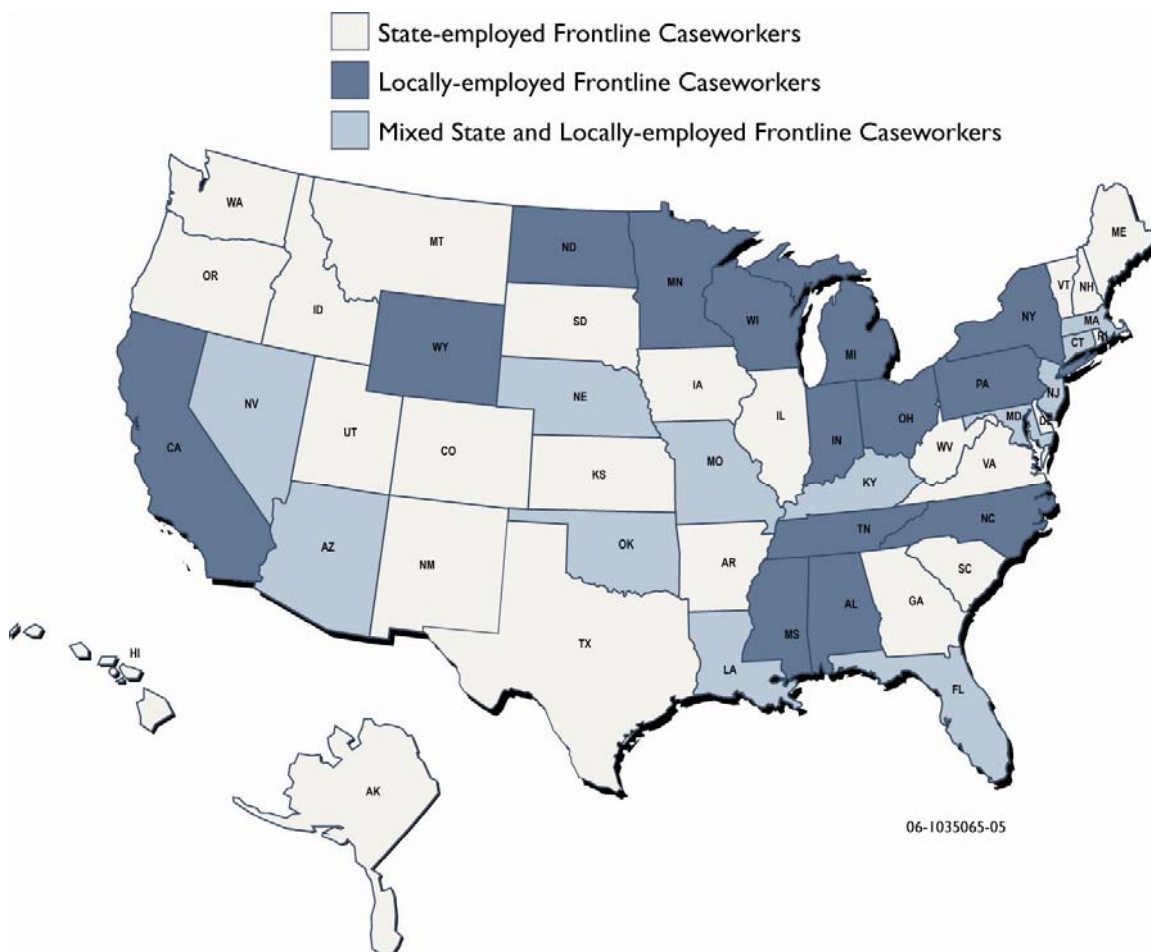 State-employed Frontline Caseworkers
Locally-employed Frontline Caseworkers
Mixed State and Locally-employed Frontline Caseworkers
WA
MT
ND
MN
ME
OR
ID
SD
WI
VT
NH
NY
MA
WY
MI
CT
RI
IA
PA
NV
NE
NJ
UT
IL
IN
OH
MD
DE
CA
CO
KS
MO
WV
VA
KY
AZ
NM
OK
AR
TN
NC
SC
TX
MS
AL
GA
LA
FL
HI
AK
06-1035065-05